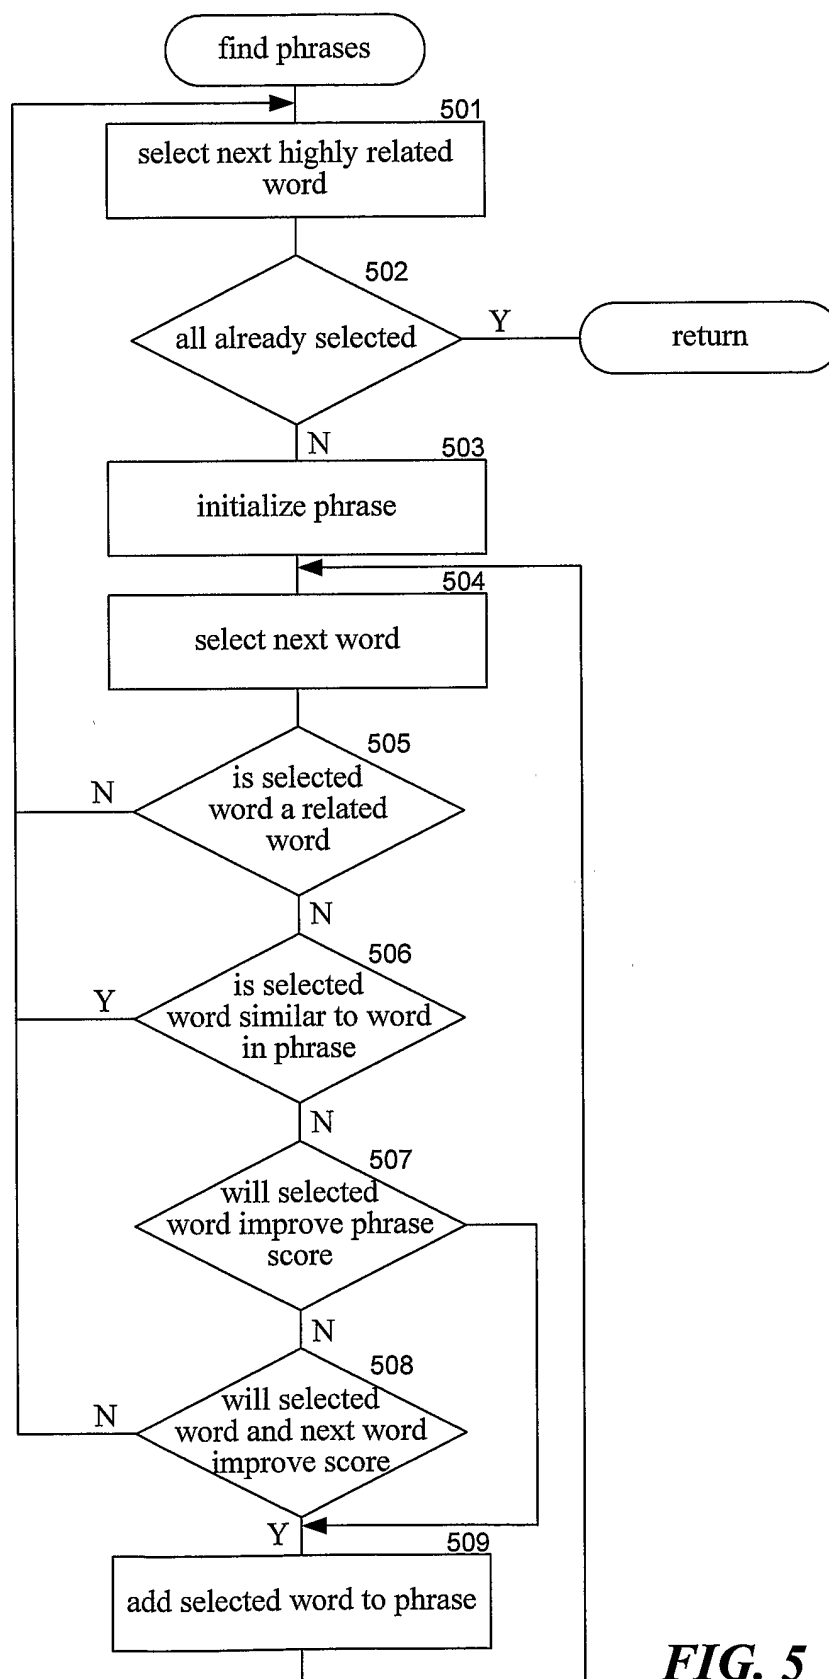 find phrases
501
select next highly related
word
502
all already selected
Y
return
N
503
initialize phrase
504
select next word
505
is selected
word a related
word
N
N
506
is selected
word similar to word
in phrase
Y
N
507
will selected
word improve phrase
score
N
508
will selected
word and next word
improve score
N
Y
509
add selected word to phrase
FIG. 5